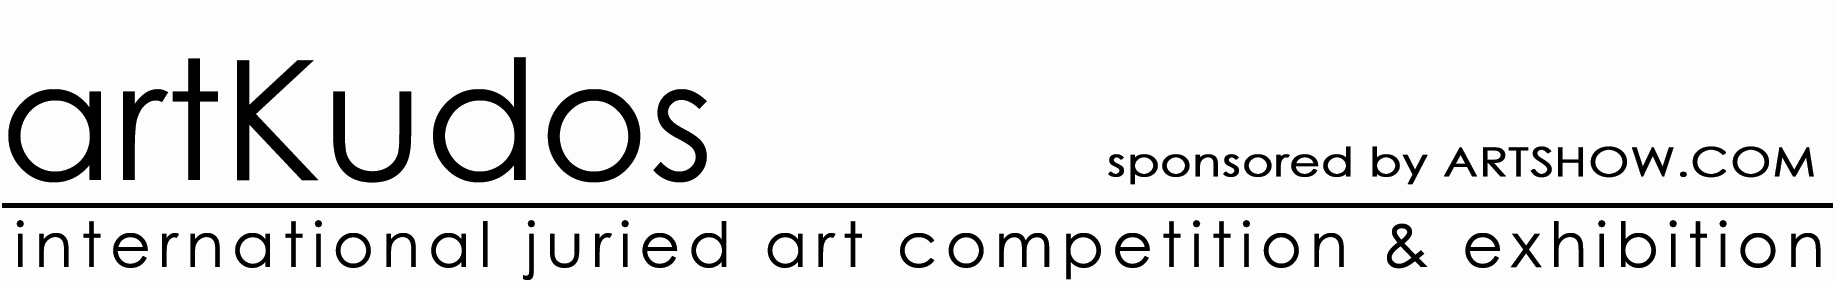 artKudos
sponsored by ARTSHOW.COM
international juried art competition & exhibition